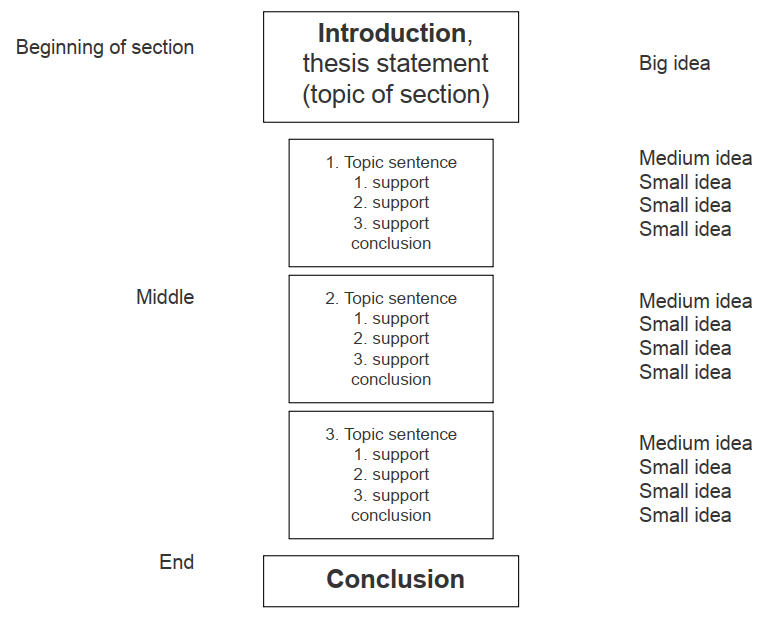 Beginning of section
Introduction,
thesis statement
(topic of section)
Big idea
1. Topic sentence
1. support
2. support
3. support
conclusion
Medium idea
Small idea
Small idea
Small idea
Middle
2. Topic sentence
1. support
2. support
3. support
conclusion
Medium idea
Small idea
Small idea
Small idea
3. Topic sentence
1. support
2. support
3. support
conclusion
Medium idea
Small idea
Small idea
Small idea
End
Conclusion